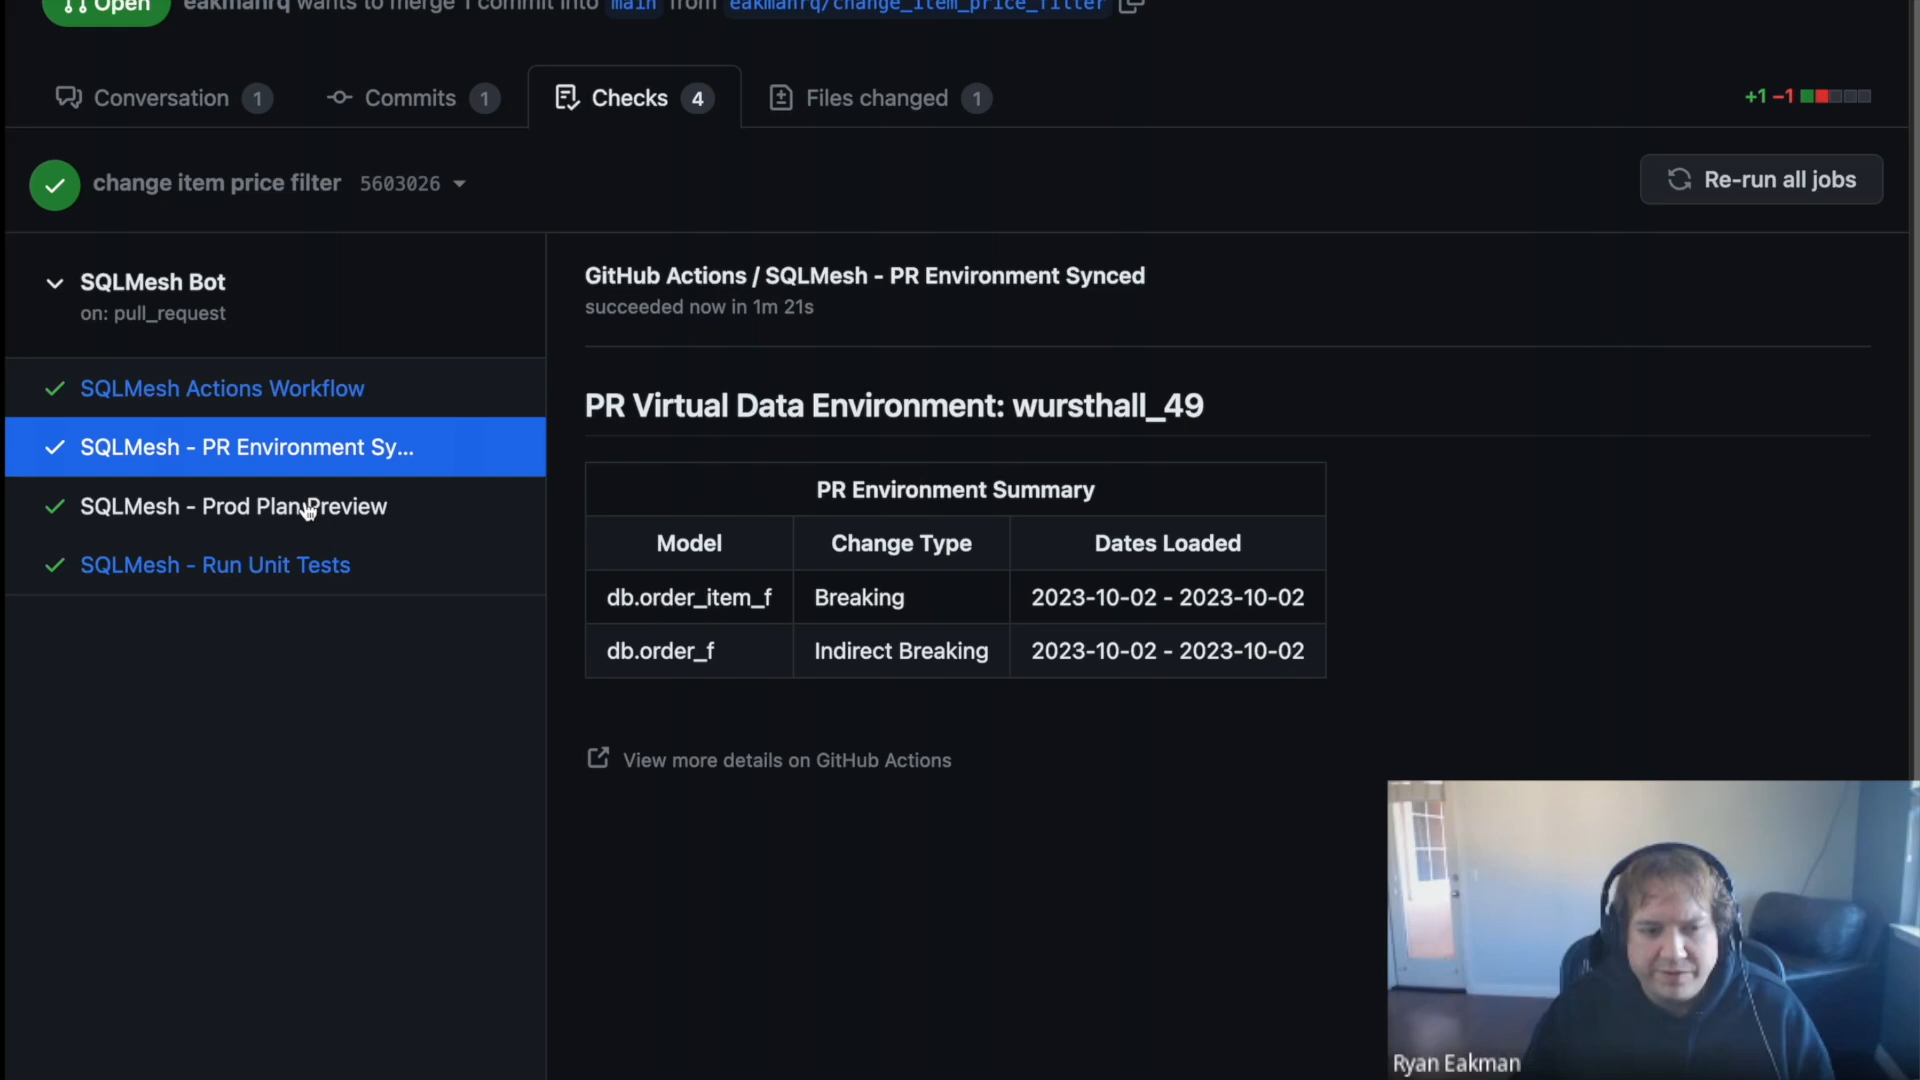 Open eakmanrq wants to merge 1 commit into main from eakmanrq/change_item_price_filter
Conversation 1 Commits 1 Checks 4 Files changed 1 +1 −1
change item price filter 5603026 Re-run all jobs
SQLMesh Bot
on: pull_request
SQLMesh Actions Workflow
SQLMesh - PR Environment Sy...
SQLMesh - Prod Plan Preview
SQLMesh - Run Unit Tests
GitHub Actions / SQLMesh - PR Environment Synced
succeeded now in 1m 21s
PR Virtual Data Environment: wursthall_49
PR Environment Summary
Model Change Type Dates Loaded
db.order_item_f Breaking 2023-10-02 - 2023-10-02
db.order_f Indirect Breaking 2023-10-02 - 2023-10-02
View more details on GitHub Actions
Ryan Eakman